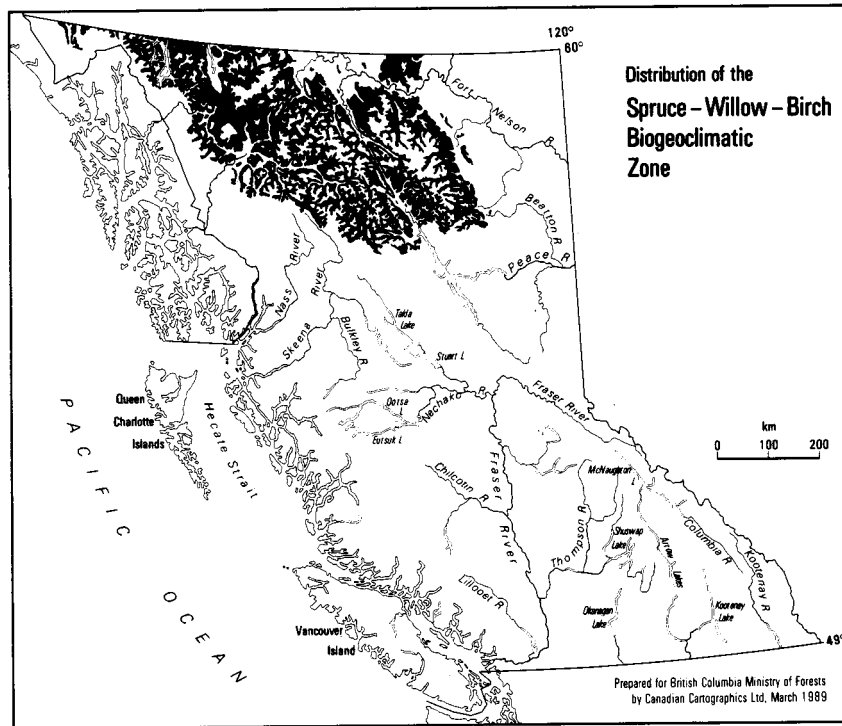 120°
60°
Distribution of the
Spruce – Willow – Birch
Biogeoclimatic
Zone
Fort Nelson R
Beatton R
Peace R
Nass River
Skeena River
Bulkley R
Takla
Lake
Stuart L
Ootsa
L
Eutsuk L
Nechako R
Fraser River
Queen
Charlotte
Islands
Hecate Strait
PACIFIC OCEAN
km
0 100 200
McNaughton
L
Chilcotin R
Fraser River
Thompson R
Shuswap
Lake
Arrow Lakes
Columbia R
Kootenay R
Lillooet R
Okanagan
Lake
Kootenay
Lake
Vancouver
Island
49°
Prepared for British Columbia Ministry of Forests
by Canadian Cartographics Ltd, March 1989